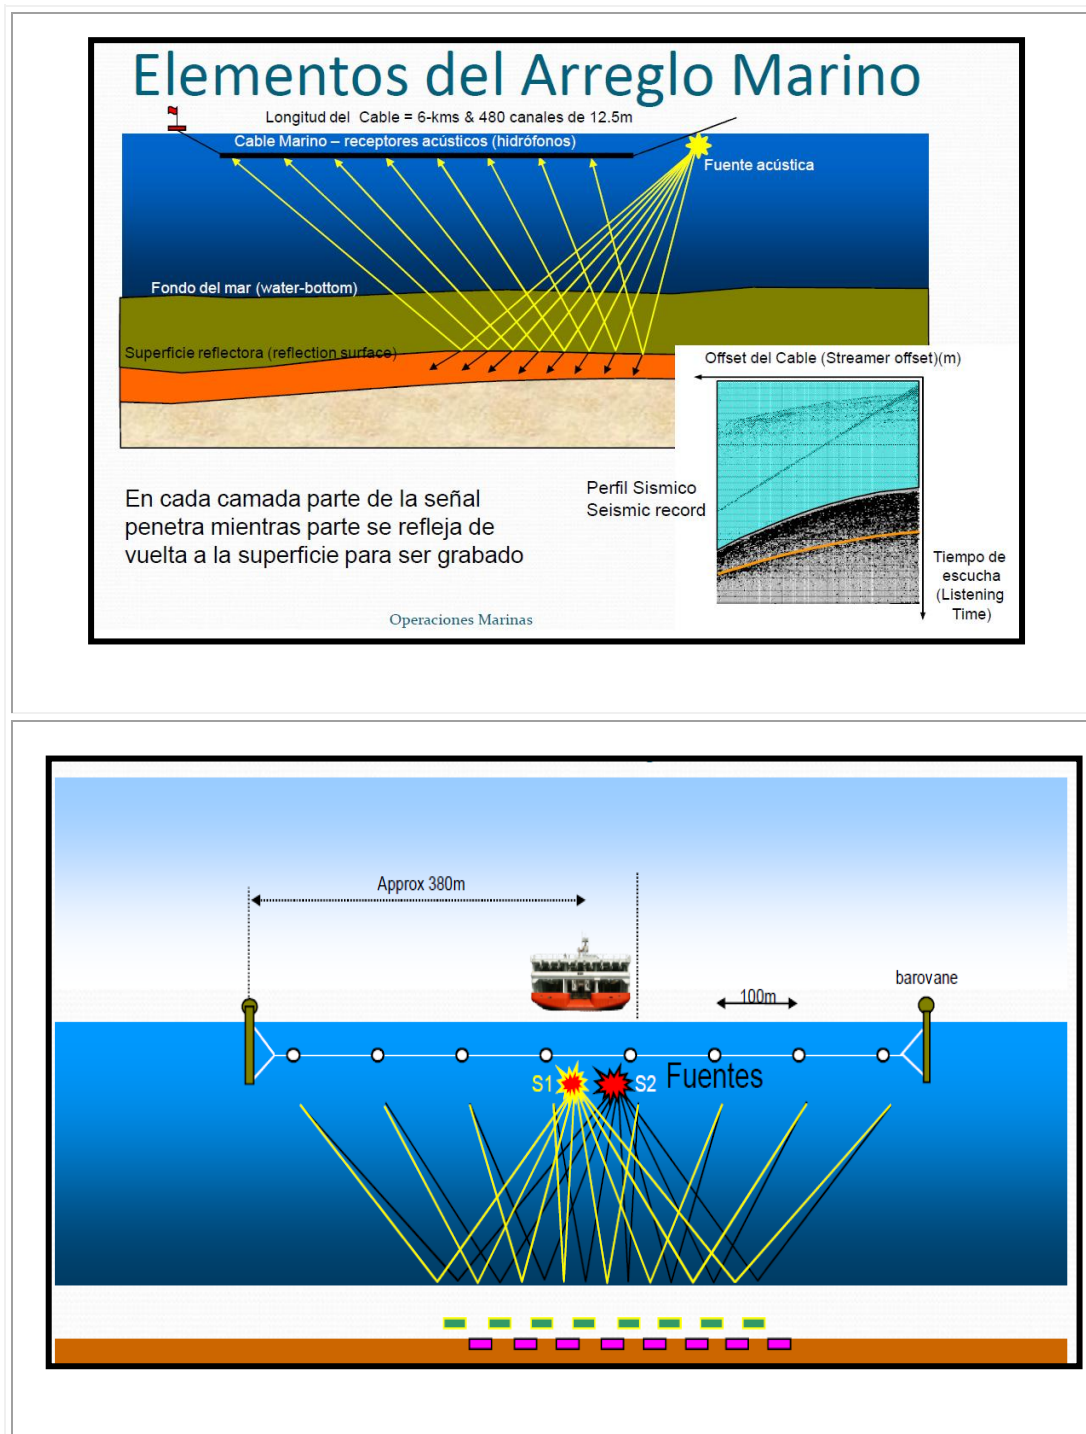 Elementos del Arreglo Marino
Longitud del Cable = 6-kms & 480 canales de 12.5m
Cable Marino – receptores acústicos (hidrófonos)
Fuente acústica
Fondo del mar (water-bottom)
Superficie reflectora (reflection surface)
Offset del Cable (Streamer offset)(m)
En cada camada parte de la señal
penetra mientras parte se refleja de
vuelta a la superficie para ser grabado
Perfil Sismico
Seismic record
Tiempo de
escucha
(Listening
Time)
Operaciones Marinas
Approx 380m
barovane
100m
S1
S2
Fuentes